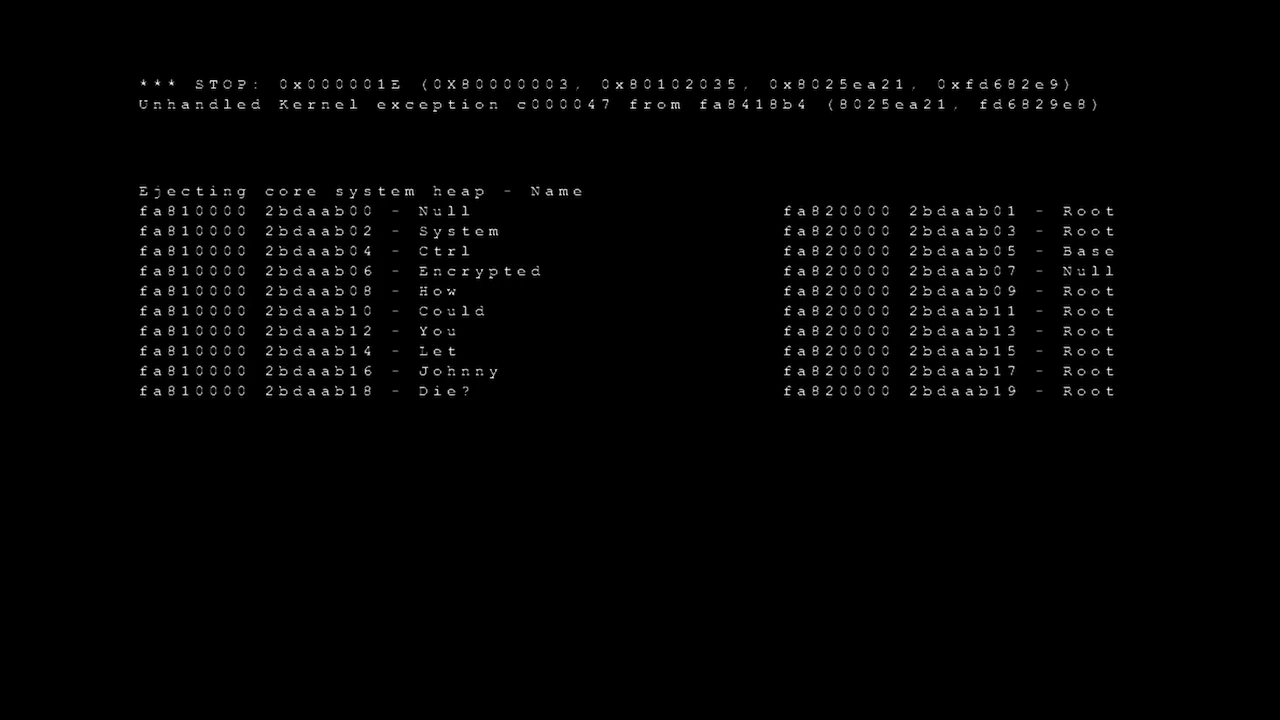 *** STOP: 0x000001E (0X80000003, 0x80102035, 0x8025ea21, 0xfd682e9)
Unhandled Kernel exception c000047 from fa8418b4 (8025ea21, fd6829e8)
Ejecting core system heap - Name
fa810000 2bdaab00 - Null fa820000 2bdaab01 - Root
fa810000 2bdaab02 - System fa820000 2bdaab03 - Root
fa810000 2bdaab04 - Ctrl fa820000 2bdaab05 - Base
fa810000 2bdaab06 - Encrypted fa820000 2bdaab07 - Null
fa810000 2bdaab08 - How fa820000 2bdaab09 - Root
fa810000 2bdaab10 - Could fa820000 2bdaab11 - Root
fa810000 2bdaab12 - You fa820000 2bdaab13 - Root
fa810000 2bdaab14 - Let fa820000 2bdaab15 - Root
fa810000 2bdaab16 - Johnny fa820000 2bdaab17 - Root
fa810000 2bdaab18 - Die? fa820000 2bdaab19 - Root